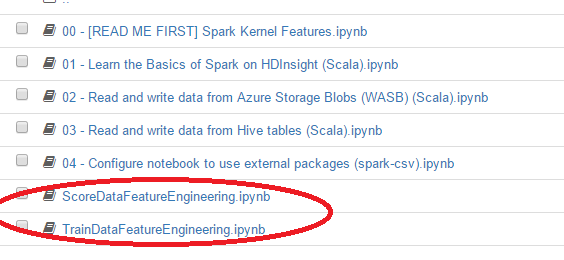 ..
00 - [READ ME FIRST] Spark Kernel Features.ipynb
01 - Learn the Basics of Spark on HDInsight (Scala).ipynb
02 - Read and write data from Azure Storage Blobs (WASB) (Scala).ipynb
03 - Read and write data from Hive tables (Scala).ipynb
04 - Configure notebook to use external packages (spark-csv).ipynb
ScoreDataFeatureEngineering.ipynb
TrainDataFeatureEngineering.ipynb